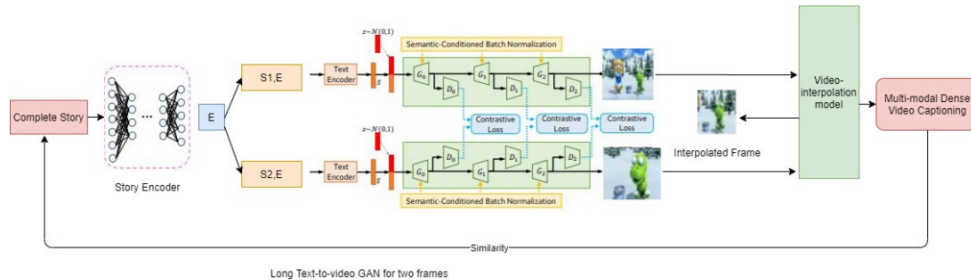 z~N(0,1)
Semantic-Conditioned Batch Normalization
S1,E
Text
Encoder
s
G0
G1
G2
D0
D1
D2
Video-
interpolation
model
Complete Story
...
E
Contrastive
Loss
Contrastive
Loss
Contrastive
Loss
Multi-modal Dense
Video Captioning
Story Encoder
z~N(0,1)
S2,E
Text
Encoder
s
D0
D1
D2
G0
G1
G2
Interpolated Frame
Semantic-Conditioned Batch Normalization
Similarity
Long Text-to-video GAN for two frames